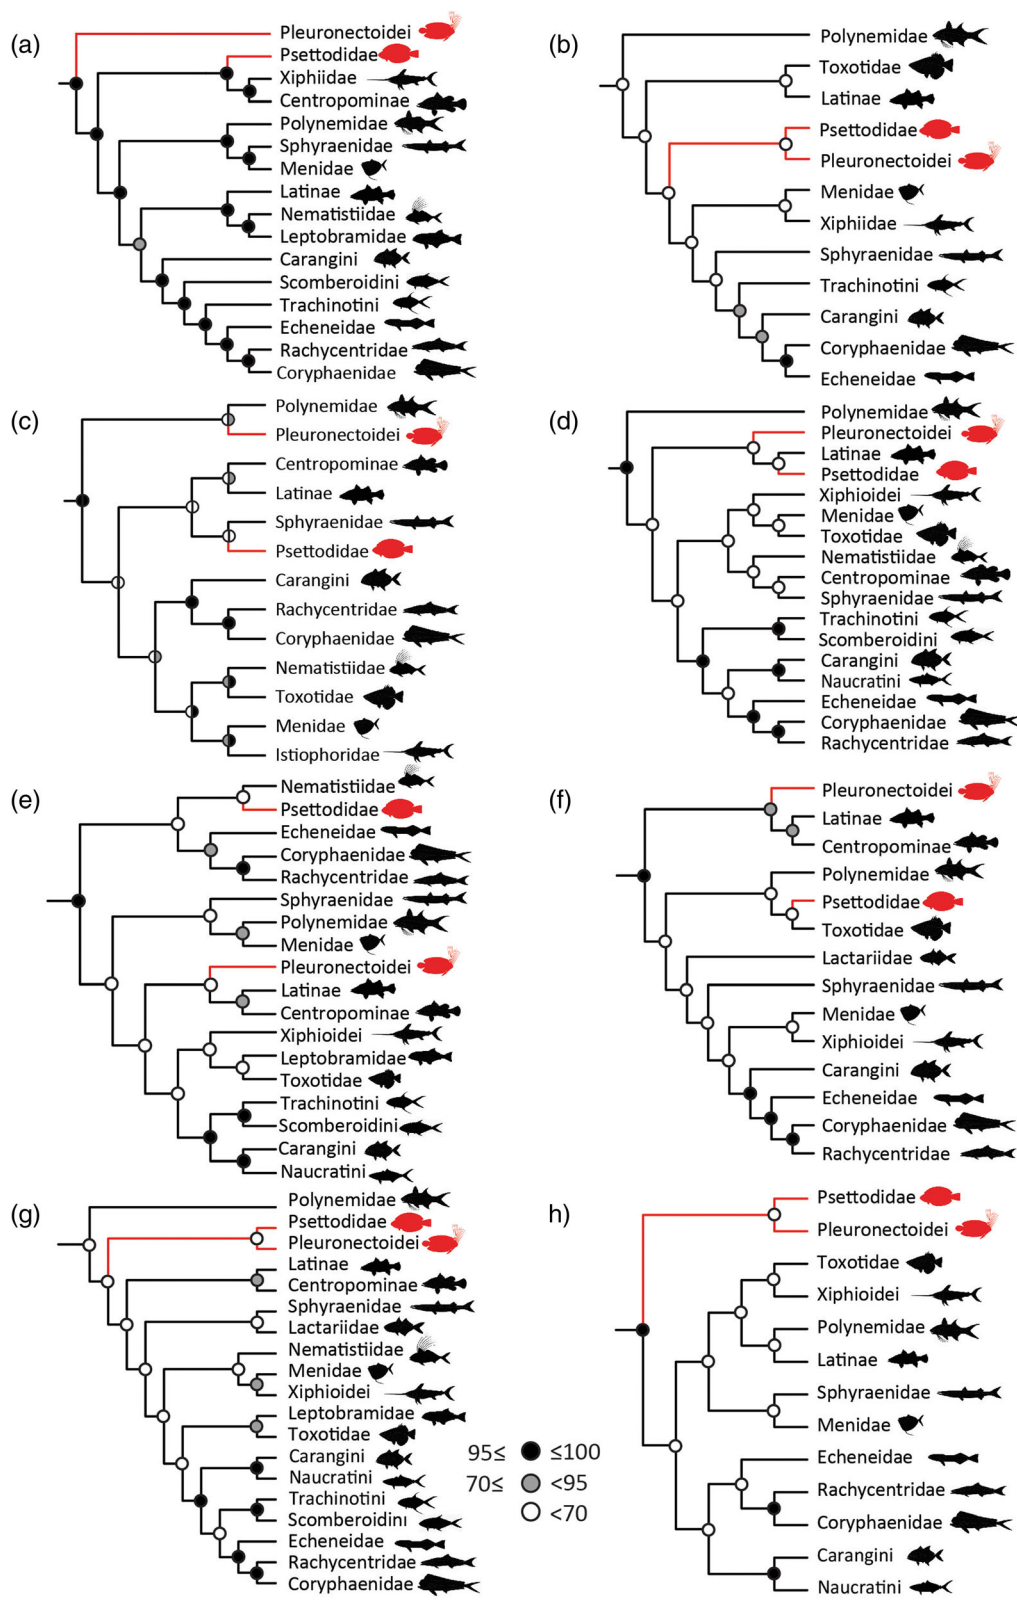 (a)
Pleuronectoidei
Psettodidae
Xiphiidae
Centropominae
Polynemidae
Sphyraenidae
Menidae
Latinae
Nematistiidae
Leptobramidae
Carangini
Scomberoidini
Trachinotini
Echeneidae
Rachycentridae
Coryphaenidae
(b)
Polynemidae
Toxotidae
Latinae
Psettodidae
Pleuronectoidei
Menidae
Xiphiidae
Sphyraenidae
Trachinotini
Carangini
Coryphaenidae
Echeneidae
(c)
Polynemidae
Pleuronectoidei
Centropominae
Latinae
Sphyraenidae
Psettodidae
Carangini
Rachycentridae
Coryphaenidae
Nematistiidae
Toxotidae
Menidae
Istiophoridae
(d)
Polynemidae
Pleuronectoidei
Latinae
Psettodidae
Xiphioidei
Menidae
Toxotidae
Nematistiidae
Centropominae
Sphyraenidae
Trachinotini
Scomberoidini
Carangini
Naucratini
Echeneidae
Coryphaenidae
Rachycentridae
(e)
Nematistiidae
Psettodidae
Echeneidae
Coryphaenidae
Rachycentridae
Sphyraenidae
Polynemidae
Menidae
Pleuronectoidei
Latinae
Centropominae
Xiphioidei
Leptobramidae
Toxotidae
Trachinotini
Scomberoidini
Carangini
Naucratini
(f)
Pleuronectoidei
Latinae
Centropominae
Polynemidae
Psettodidae
Toxotidae
Lactariidae
Sphyraenidae
Menidae
Xiphioidei
Carangini
Echeneidae
Coryphaenidae
Rachycentridae
(g)
Polynemidae
Psettodidae
Pleuronectoidei
Latinae
Centropominae
Sphyraenidae
Lactariidae
Nematistiidae
Menidae
Xiphioidei
Leptobramidae
Toxotidae
Carangini
Naucratini
Trachinotini
Scomberoidini
Echeneidae
Rachycentridae
Coryphaenidae
95≤ ≤100
70≤ <95
<70
h)
Psettodidae
Pleuronectoidei
Toxotidae
Xiphioidei
Polynemidae
Latinae
Sphyraenidae
Menidae
Echeneidae
Rachycentridae
Coryphaenidae
Carangini
Naucratini